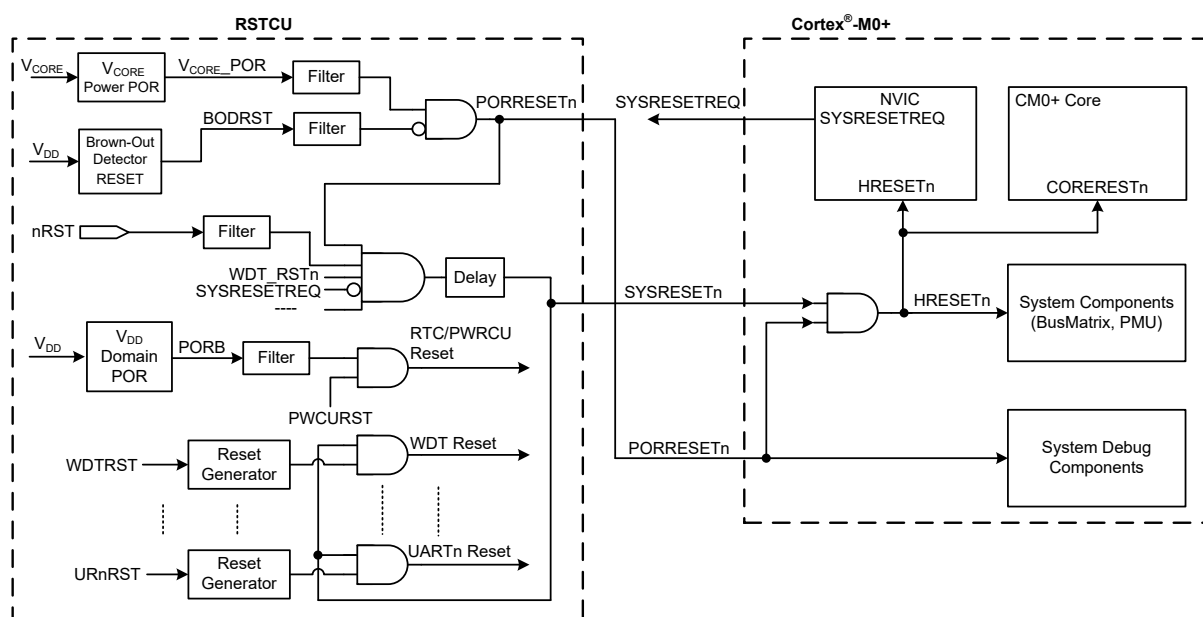 RSTCU
Cortex®-M0+
VCORE
VCORE
Power POR
VCORE_POR
Filter
PORRESETn
BODRST
Filter
VDD
Brown-Out
Detector
RESET
nRST
Filter
WDT_RSTn
SYSRESETREQ
----
Delay
VDD
VDD
Domain
POR
PORB
Filter
RTC/PWRCU
Reset
PWCURST
WDTRST
Reset
Generator
WDT Reset
URnRST
Reset
Generator
UARTn Reset
SYSRESETREQ
NVIC
SYSRESETREQ
HRESETn
CM0+ Core
CORERESTn
SYSRESETn
HRESETn
System Components
(BusMatrix, PMU)
PORRESETn
System Debug
Components